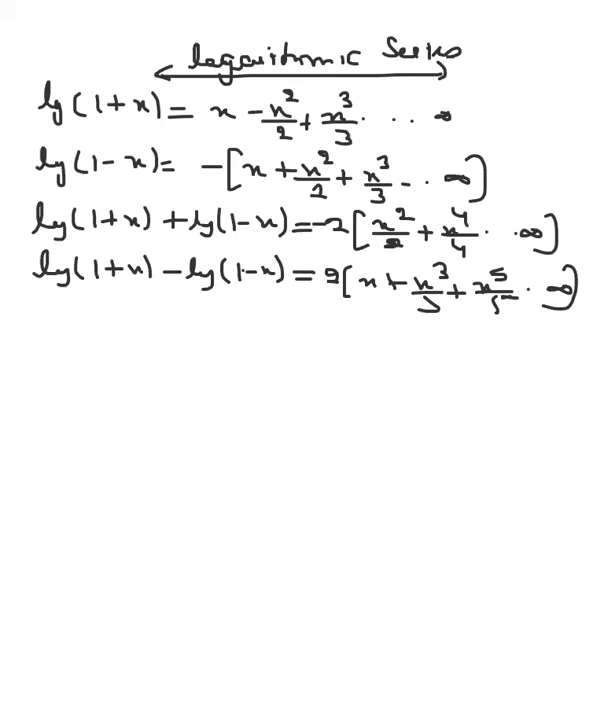 logarithmic Series
log(1+x) = x - x²/2 + x³/3 . . . . ∞
log(1-x) = -[x + x²/2 + x³/3 - . . ∞]
log(1+x) + log(1-x) = -2[x²/2 + x⁴/4 . . ∞]
log(1+x) - log(1-x) = 2[x + x³/3 + x⁵/5 . ∞]